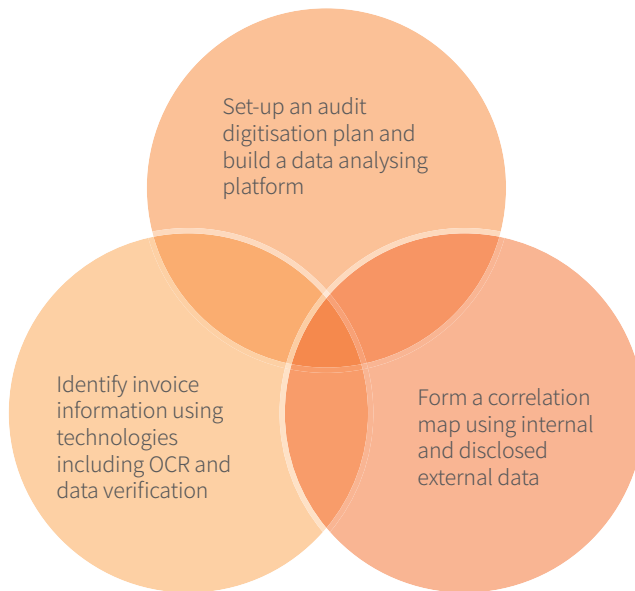 Set-up an audit
digitisation plan and
build a data analysing
platform
Identify invoice
information using
technologies
including OCR and
data verification
Form a correlation
map using internal
and disclosed
external data